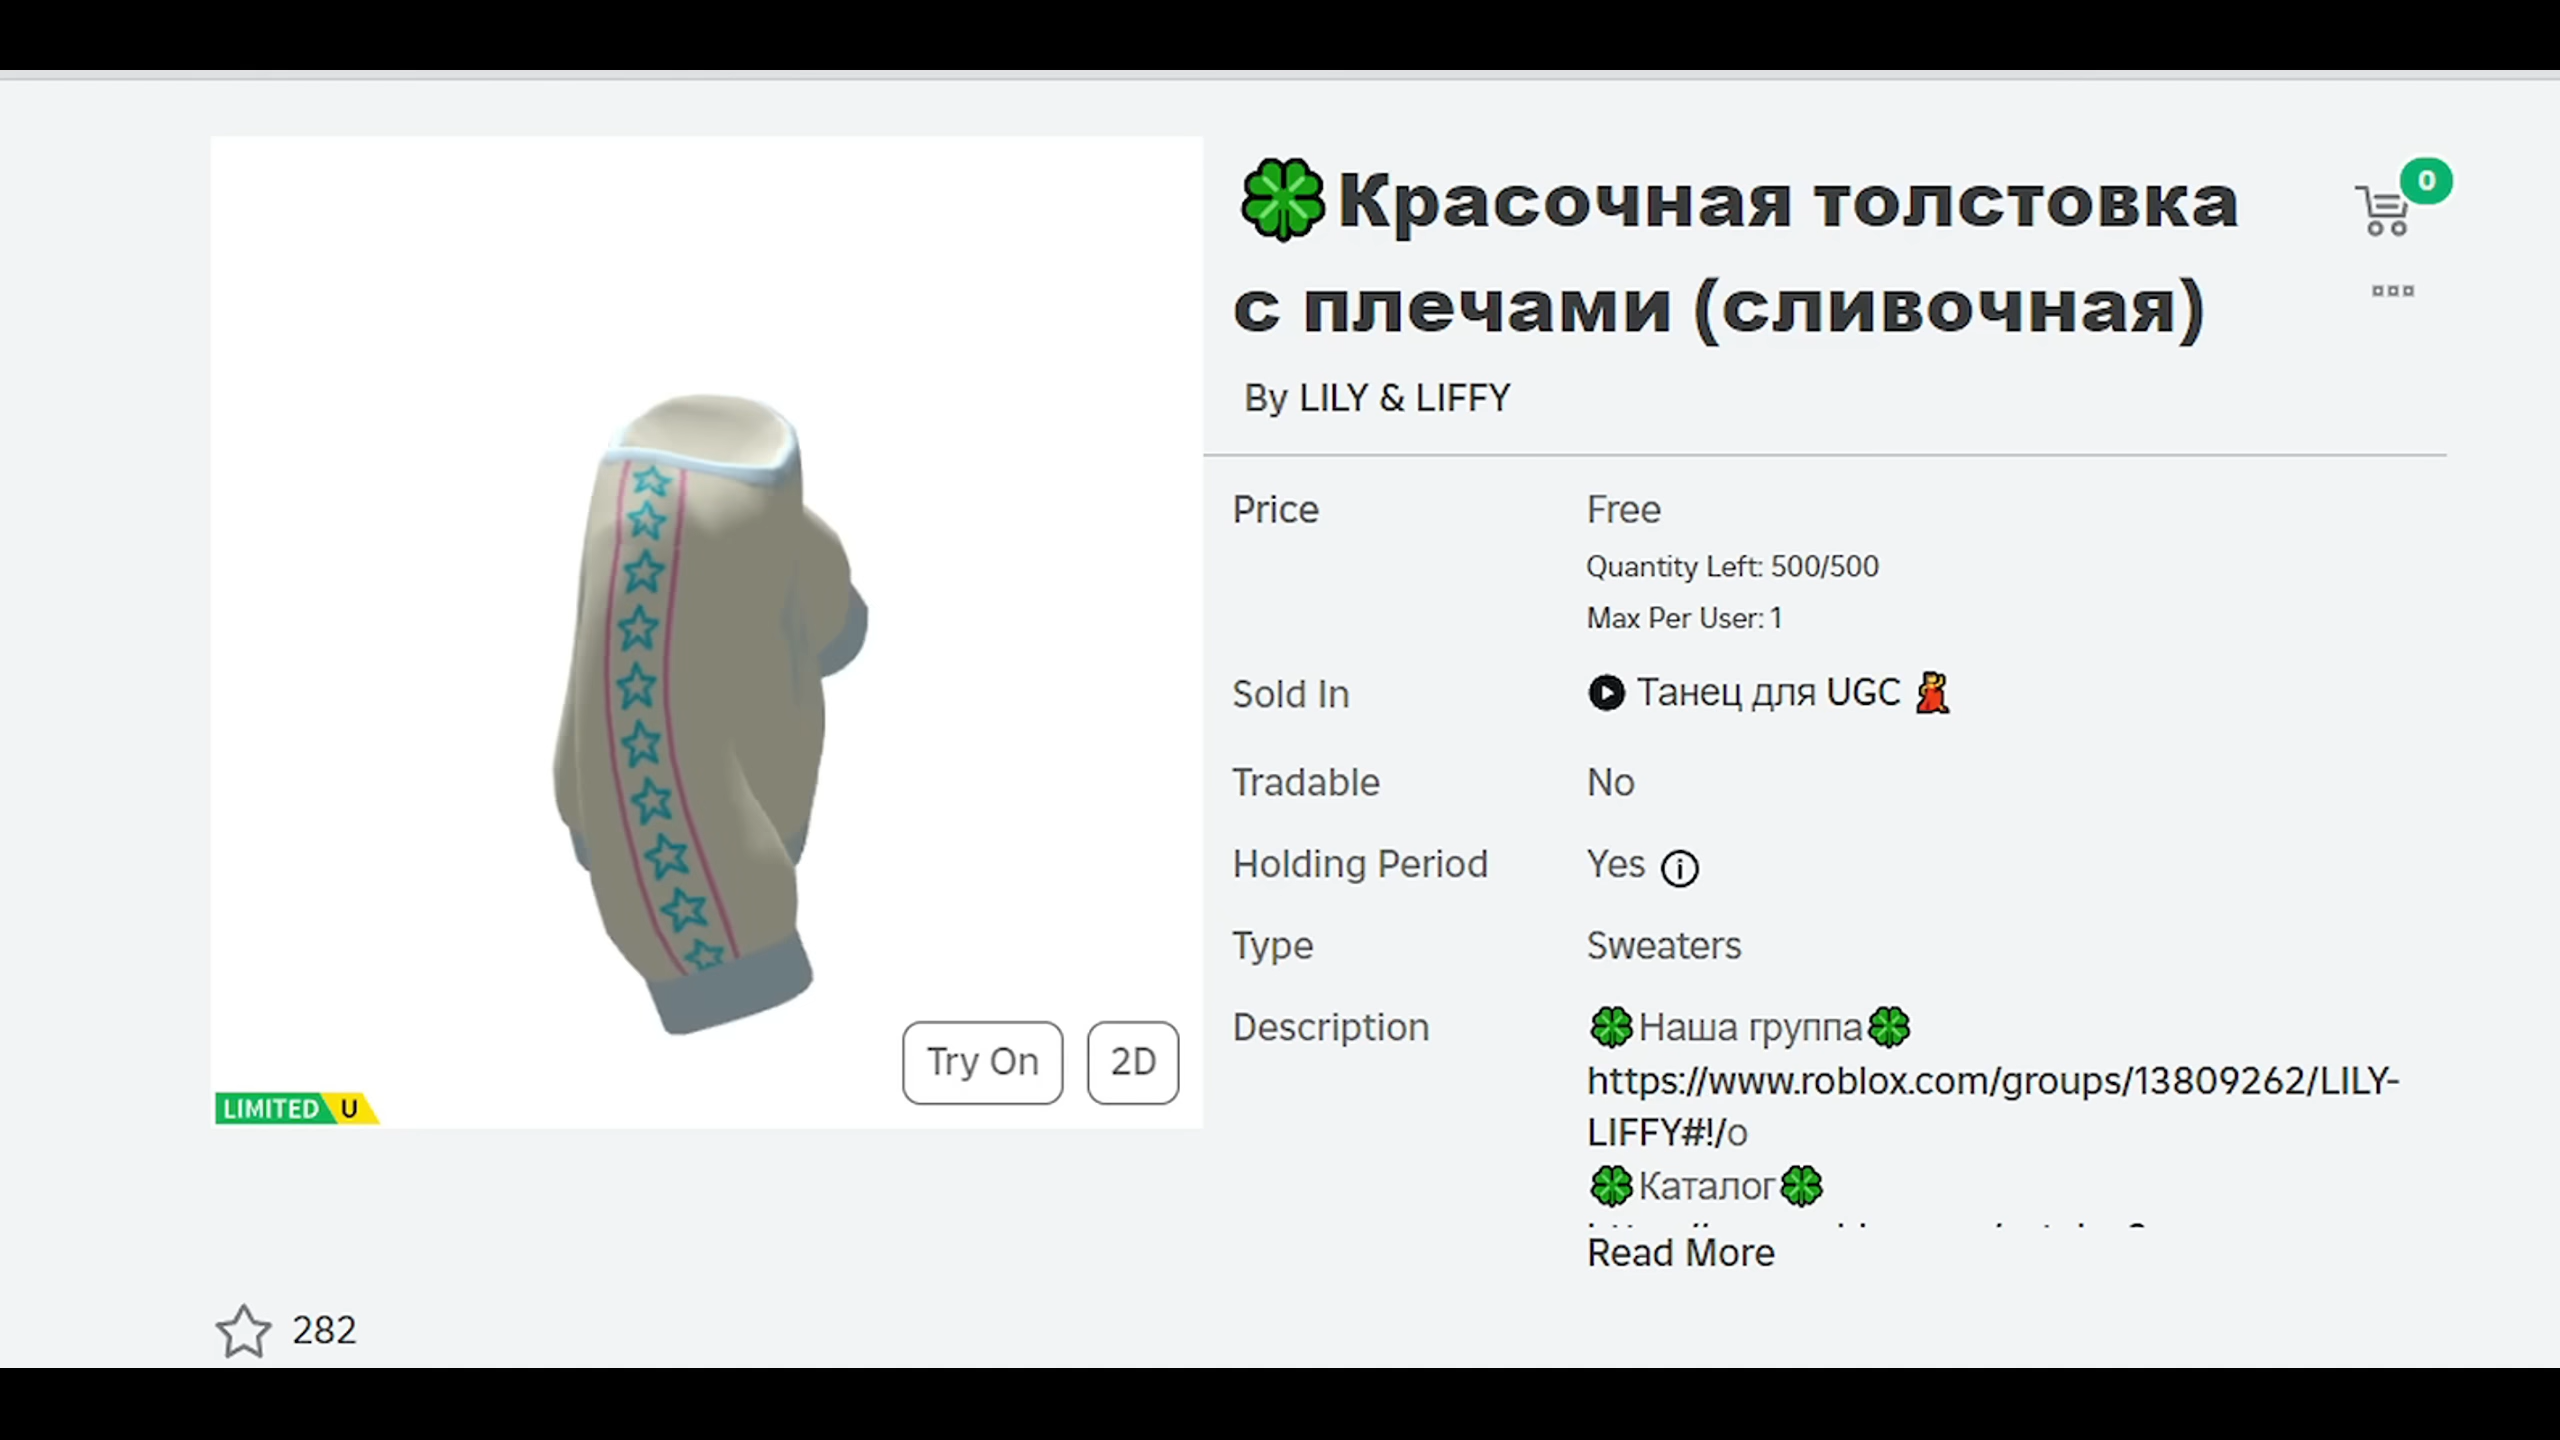 🍀Красочная толстовка
с плечами (сливочная)
0
By LILY & LIFFY
Price Free
Quantity Left: 500/500
Max Per User: 1
Sold In Танец для UGC 💃
Tradable No
Holding Period Yes
Type Sweaters
Description 🍀Наша группа🍀
https://www.roblox.com/groups/13809262/LILY-
LIFFY#!/о
🍀Каталог🍀
Read More
Try On 2D
LIMITED U
282